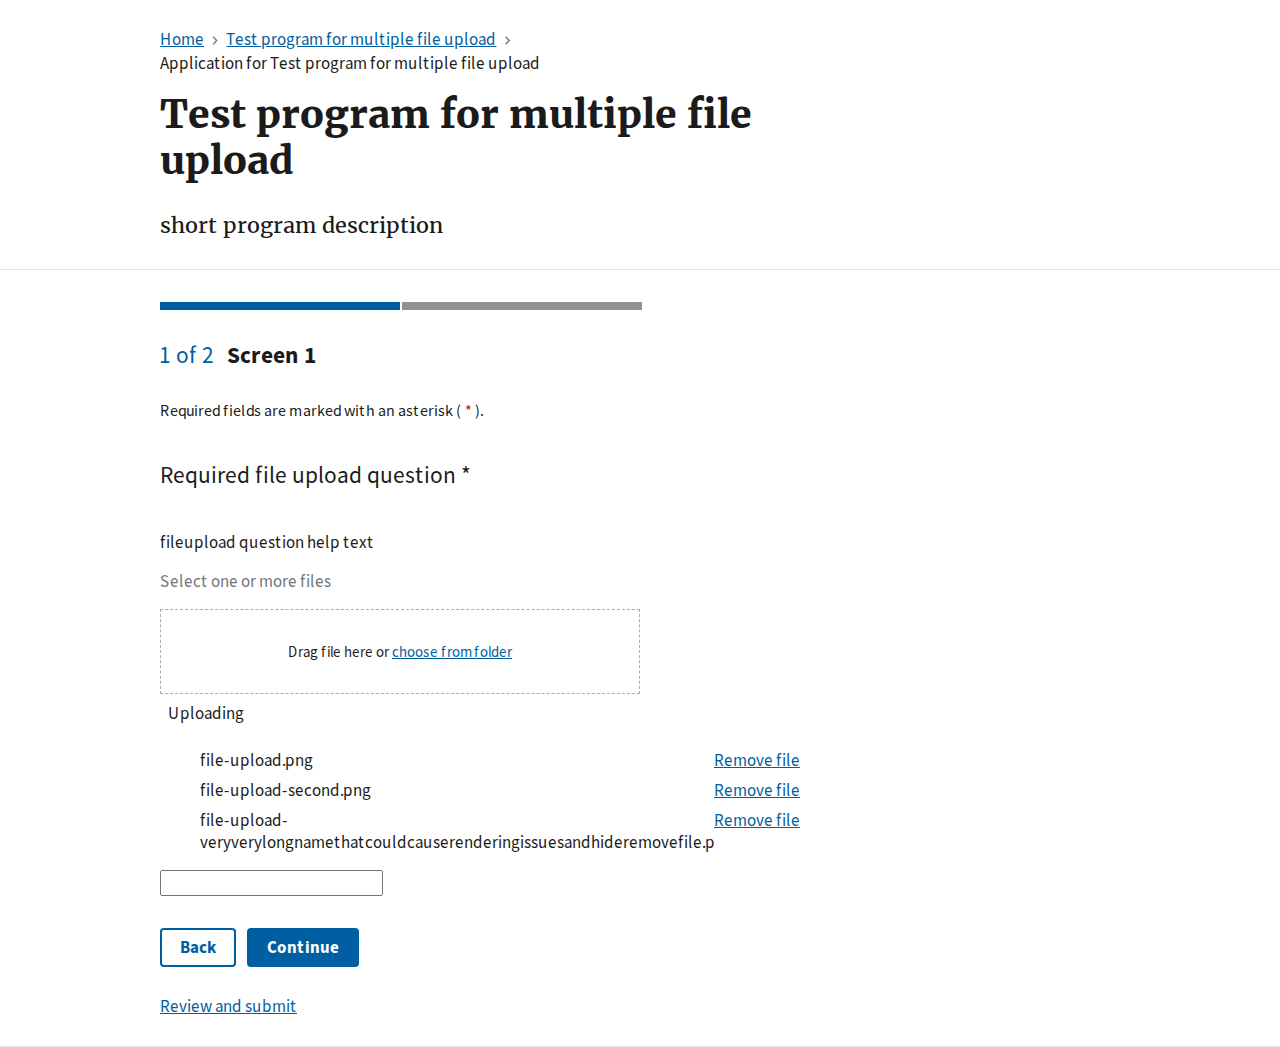 Home > Test program for multiple file upload >
Application for Test program for multiple file upload
Test program for multiple file
upload
short program description
1 of 2 Screen 1
Required fields are marked with an asterisk ( * ).
Required file upload question *
fileupload question help text
Select one or more files
Drag file here or choose from folder
Uploading
file-upload.png Remove file
file-upload-second.png Remove file
file-upload- Remove file
veryverylongnamethatcouldcauserenderingissuesandhideremovefile.p
Back Continue
Review and submit